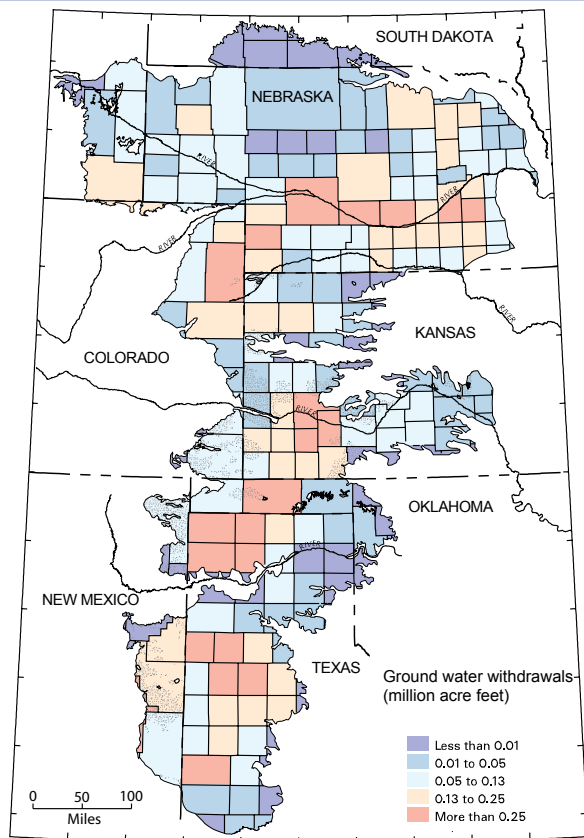 SOUTH DAKOTA
NEBRASKA
RIVER
RIVER
RIVER
RIVER
KANSAS
COLORADO
RIVER
OKLAHOMA
RIVER
NEW MEXICO
TEXAS
Ground water withdrawals
(million acre feet)
Less than 0.01
0.01 to 0.05
0.05 to 0.13
0.13 to 0.25
More than 0.25
0 50 100
Miles